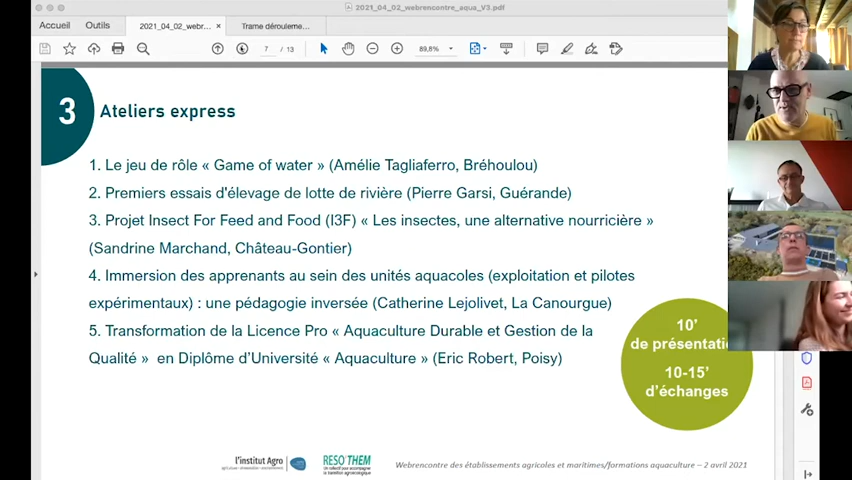 2021_04_02_webrencontre_aqua_V3.pdf
Accueil Outils 2021_04_02_webr... × Trame dérouleme...
7 / 13 89,8%
3 Ateliers express
1. Le jeu de rôle « Game of water » (Amélie Tagliaferro, Bréhoulou)
2. Premiers essais d'élevage de lotte de rivière (Pierre Garsi, Guérande)
3. Projet Insect For Feed and Food (I3F) « Les insectes, une alternative nourricière »
(Sandrine Marchand, Château-Gontier)
4. Immersion des apprenants au sein des unités aquacoles (exploitation et pilotes
expérimentaux) : une pédagogie inversée (Catherine Lejolivet, La Canourgue)
5. Transformation de la Licence Pro « Aquaculture Durable et Gestion de la
Qualité » en Diplôme d'Université « Aquaculture » (Eric Robert, Poisy)
10'
de présentati
10-15'
d'échanges
l'institut Agro
RESO'THEM
Webrencontre des établissements agricoles et maritimes/formations aquaculture – 2 avril 2021